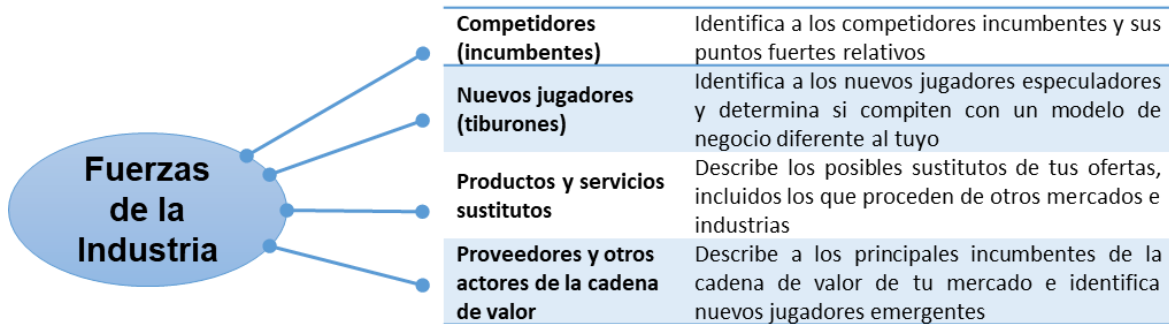 Fuerzas
de la
Industria
Competidores
(incumbentes)
Identifica a los competidores incumbentes y sus
puntos fuertes relativos
Nuevos jugadores
(tiburones)
Identifica a los nuevos jugadores especuladores
y determina si compiten con un modelo de
negocio diferente al tuyo
Productos y servicios
sustitutos
Describe los posibles sustitutos de tus ofertas,
incluidos los que proceden de otros mercados e
industrias
Proveedores y otros
actores de la cadena
de valor
Describe a los principales incumbentes de la
cadena de valor de tu mercado e identifica
nuevos jugadores emergentes